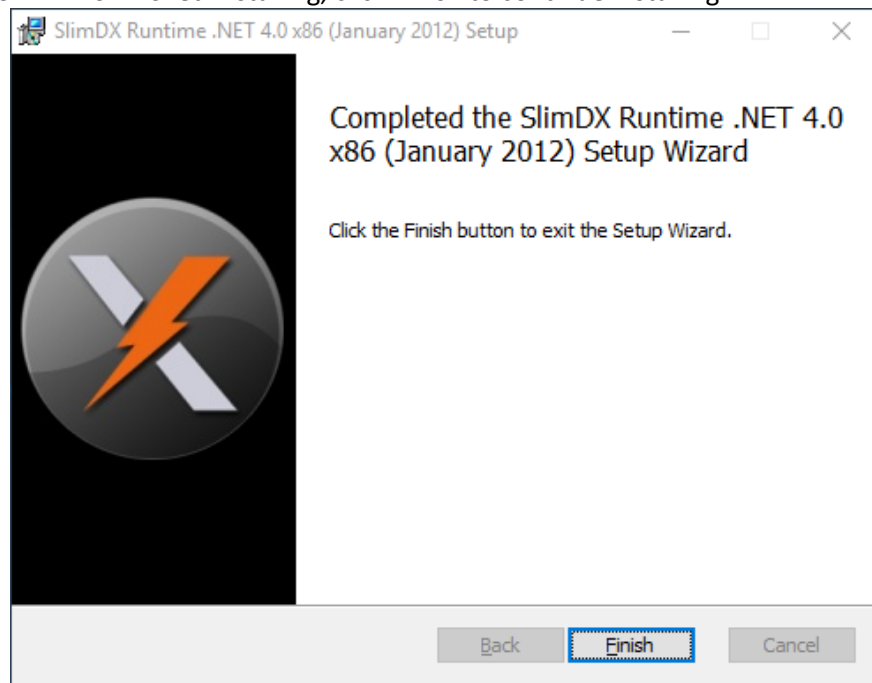 SlimDX Runtime .NET 4.0 x86 (January 2012) Setup
Completed the SlimDX Runtime .NET 4.0
x86 (January 2012) Setup Wizard
Click the Finish button to exit the Setup Wizard.
Back
Finish
Cancel